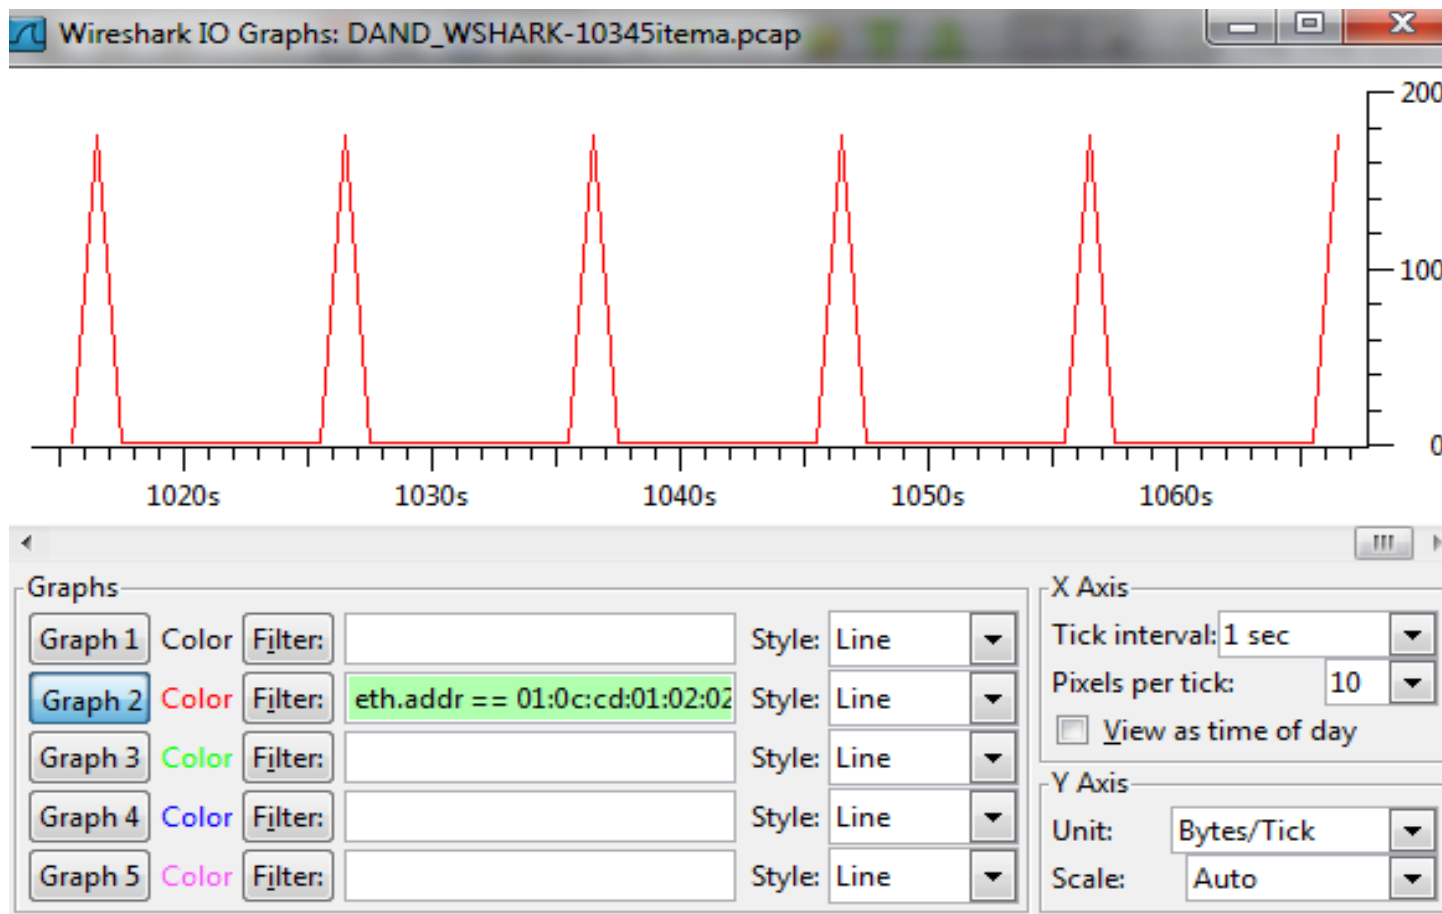 Wireshark IO Graphs: DAND_WSHARK-10345itema.pcap
200
100
0
1020s 1030s 1040s 1050s 1060s
Graphs
Graph 1 Color Filter: Style: Line
Graph 2 Color Filter: eth.addr == 01:0c:cd:01:02:02 Style: Line
Graph 3 Color Filter: Style: Line
Graph 4 Color Filter: Style: Line
Graph 5 Color Filter: Style: Line
X Axis
Tick interval: 1 sec
Pixels per tick: 10
View as time of day
Y Axis
Unit: Bytes/Tick
Scale: Auto